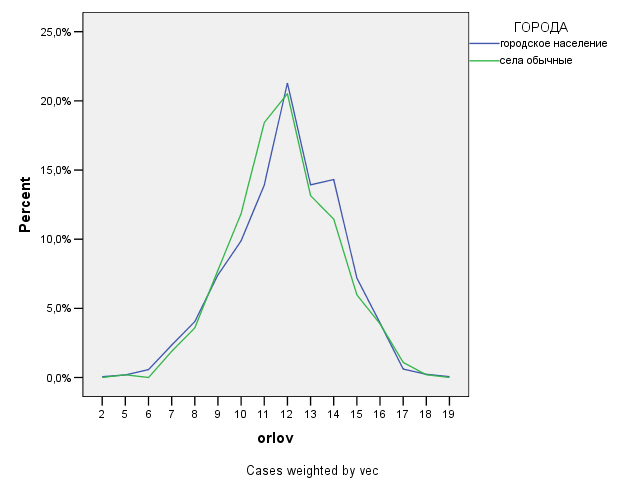 ГОРОДА
городское население
села обычные
25,0%
20,0%
15,0%
10,0%
5,0%
0,0%
Percent
2 5 6 7 8 9 10 11 12 13 14 15 16 17 18 19
orlov
Cases weighted by vec